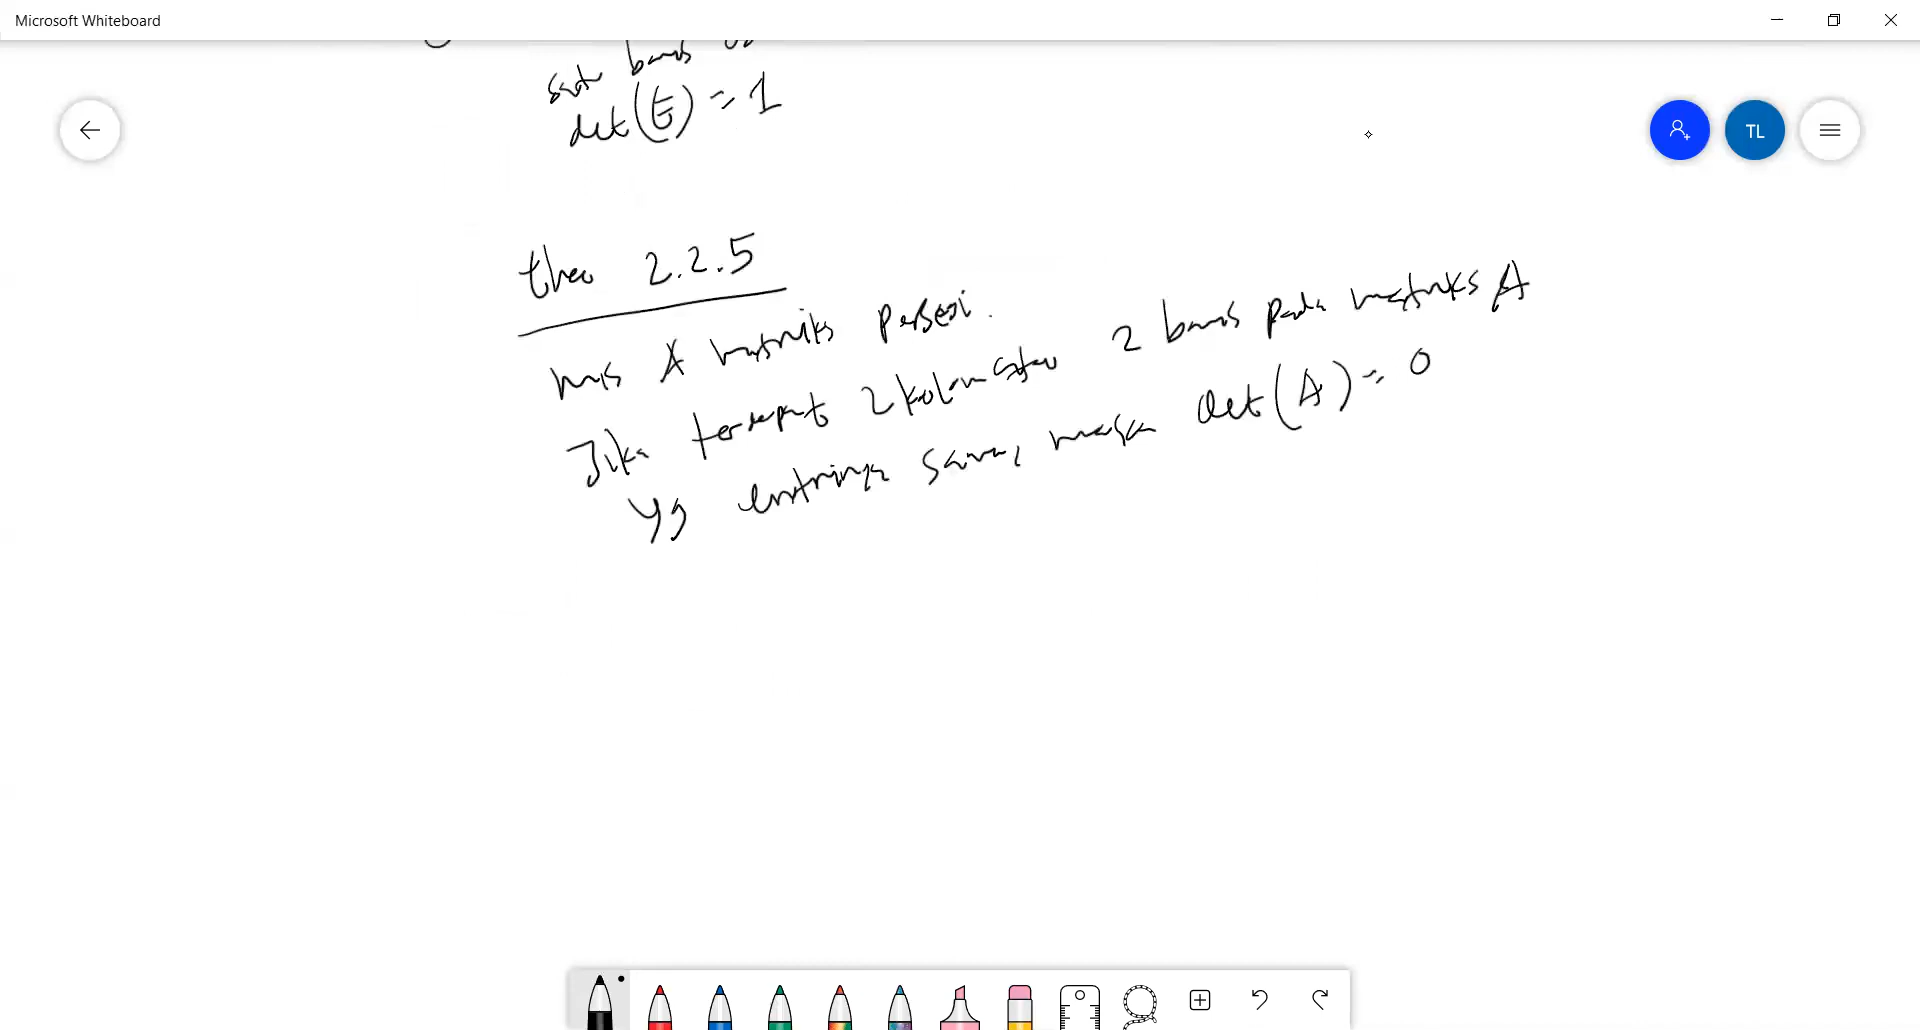 Microsoft Whiteboard
satu baris
det(E) = 1
TL
theo 2.2.5
mis A matriks persegi.
Jika terdapat 2 kolom atau 2 baris pada matriks A
yg entrinya sama, maka det(A) = 0